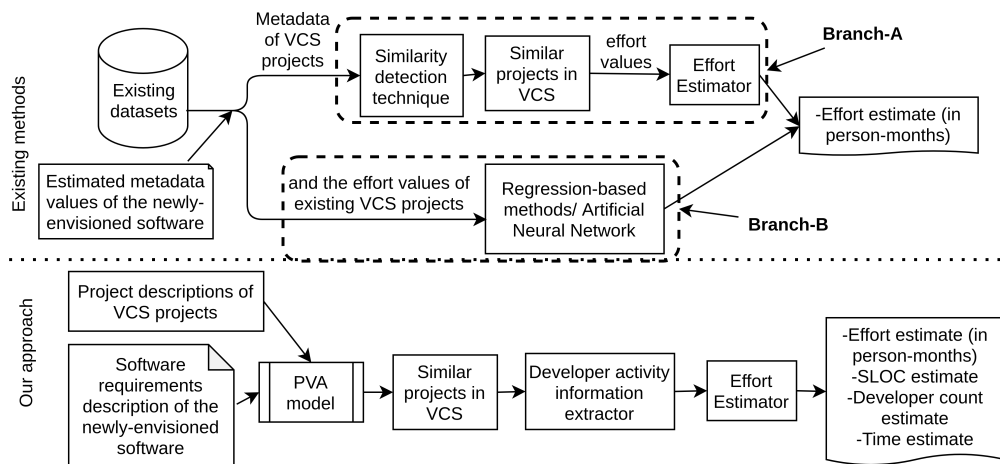 Existing methods
Existing
datasets
Estimated metadata
values of the newly-
envisioned software
Metadata
of VCS
projects
Similarity
detection
technique
Similar
projects in
VCS
effort
values
Effort
Estimator
Branch-A
-Effort estimate (in
person-months)
and the effort values of
existing VCS projects
Regression-based
methods/ Artificial
Neural Network
Branch-B
Our approach
Project descriptions of
VCS projects
Software
requirements
description of the
newly-envisioned
software
PVA
model
Similar
projects in
VCS
Developer activity
information
extractor
Effort
Estimator
-Effort estimate (in
person-months)
-SLOC estimate
-Developer count
estimate
-Time estimate